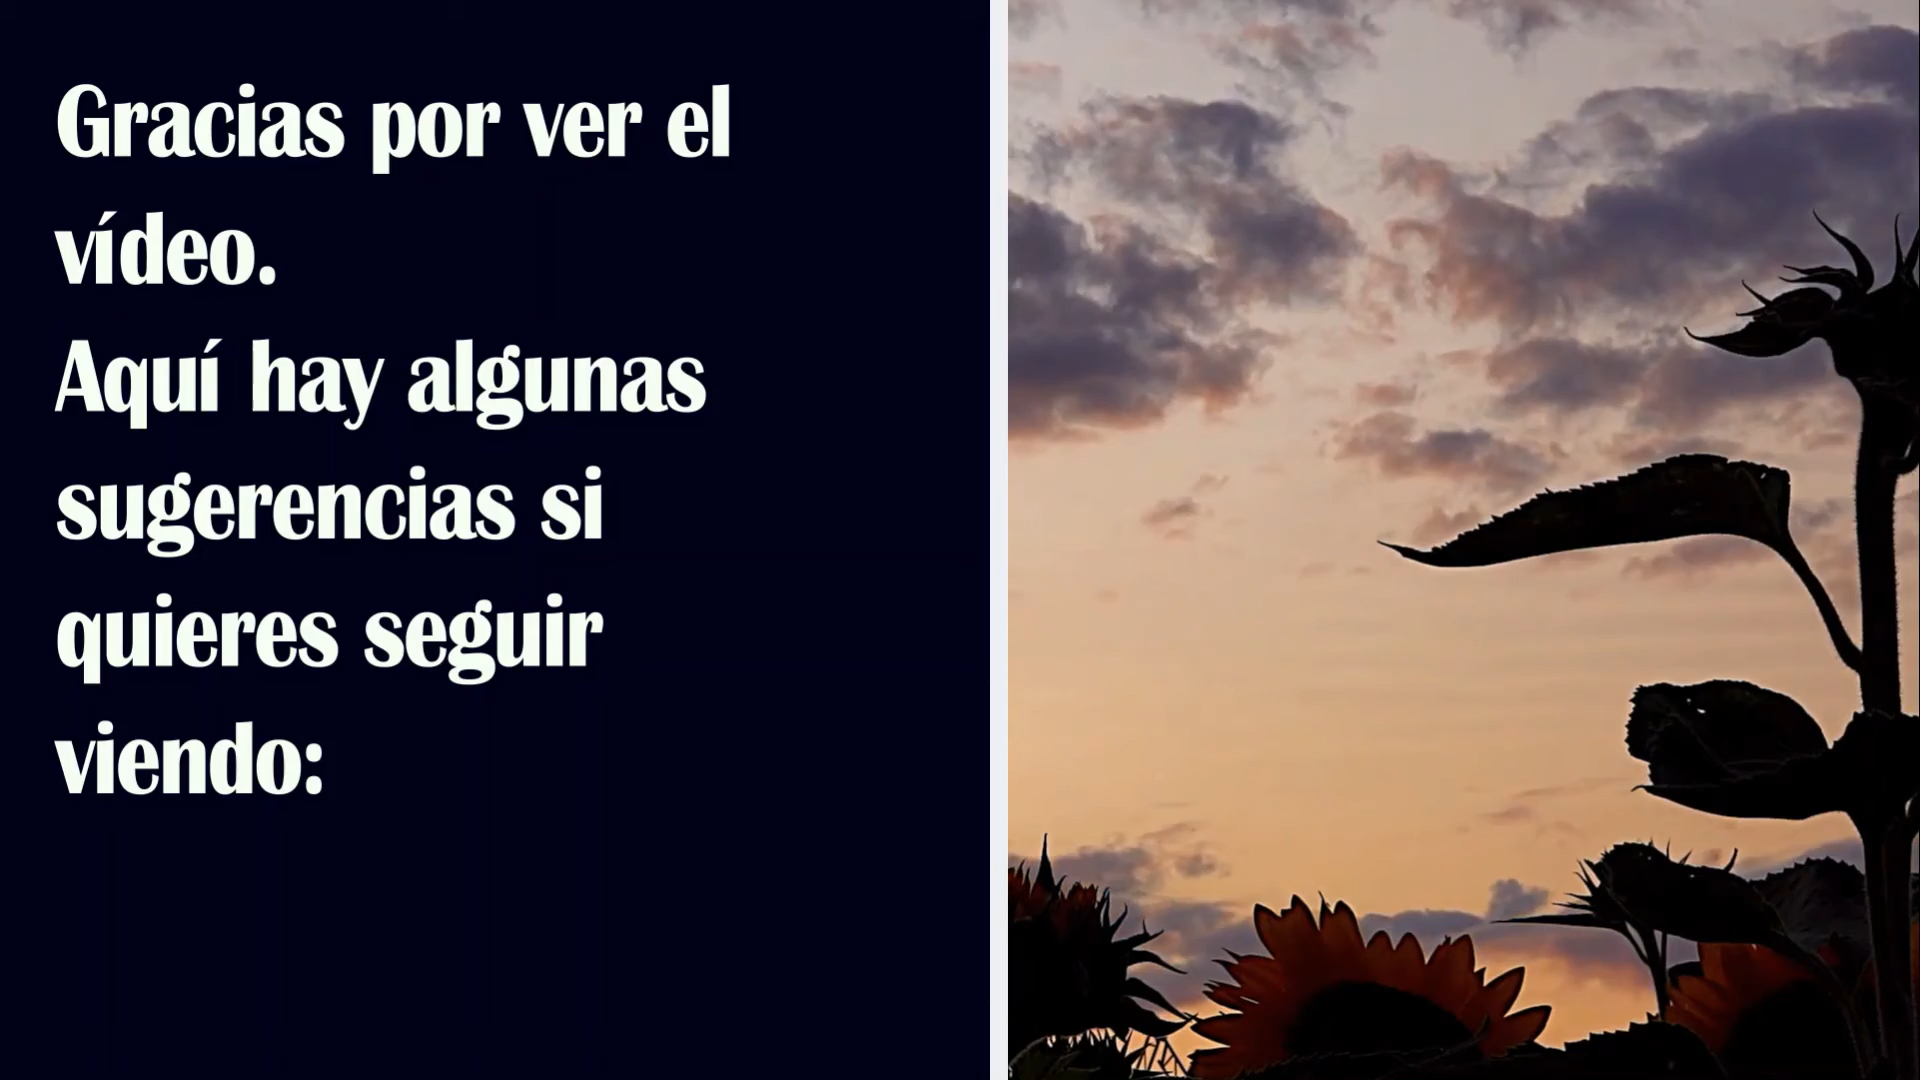 Gracias por ver el
vídeo.
Aquí hay algunas
sugerencias si
quieres seguir
viendo: